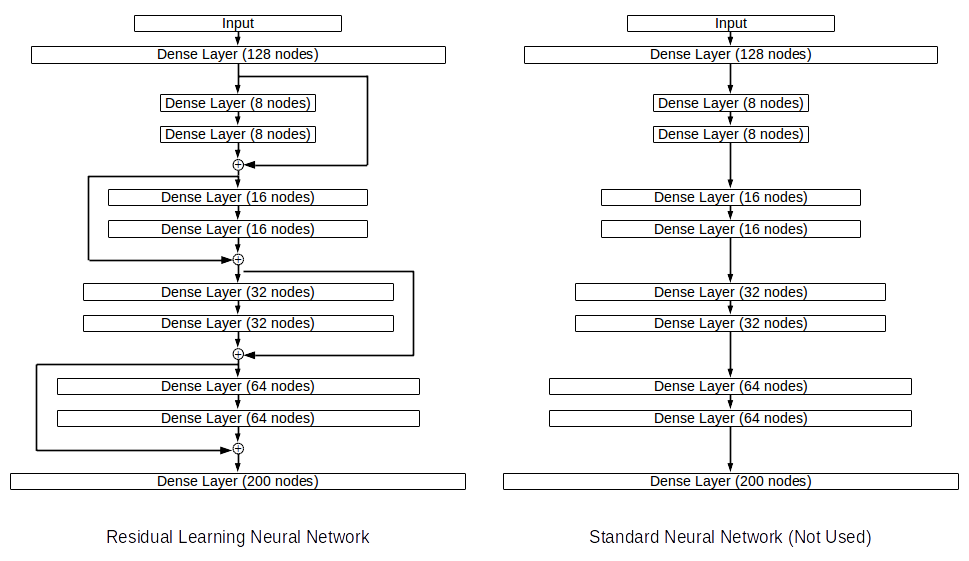 Input
Dense Layer (128 nodes)
Dense Layer (8 nodes)
Dense Layer (8 nodes)
+
Dense Layer (16 nodes)
Dense Layer (16 nodes)
+
Dense Layer (32 nodes)
Dense Layer (32 nodes)
+
Dense Layer (64 nodes)
Dense Layer (64 nodes)
+
Dense Layer (200 nodes)
Residual Learning Neural Network
Input
Dense Layer (128 nodes)
Dense Layer (8 nodes)
Dense Layer (8 nodes)
Dense Layer (16 nodes)
Dense Layer (16 nodes)
Dense Layer (32 nodes)
Dense Layer (32 nodes)
Dense Layer (64 nodes)
Dense Layer (64 nodes)
Dense Layer (200 nodes)
Standard Neural Network (Not Used)